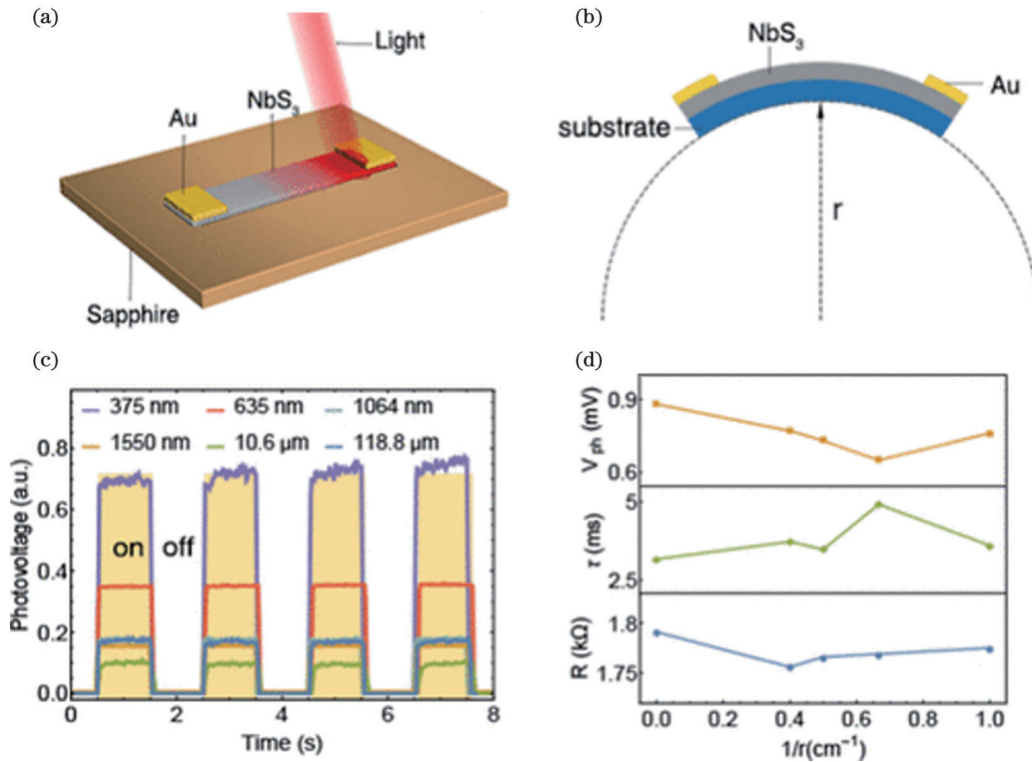 (a)
Light
NbS₃
Au
Sapphire
(b)
NbS₃
Au
substrate
r
(c)
375 nm 635 nm 1064 nm
1550 nm 10.6 μm 118.8 μm
on off
Photovoltage (a.u.)
0.8
0.6
0.4
0.2
0.0
0 2 4 6 8
Time (s)
(d)
V_ph (mV)
0.9
0.6
τ (ms)
5
2.5
R (kΩ)
1.8
1.75
0.0 0.2 0.4 0.6 0.8 1.0
1/r(cm⁻¹)